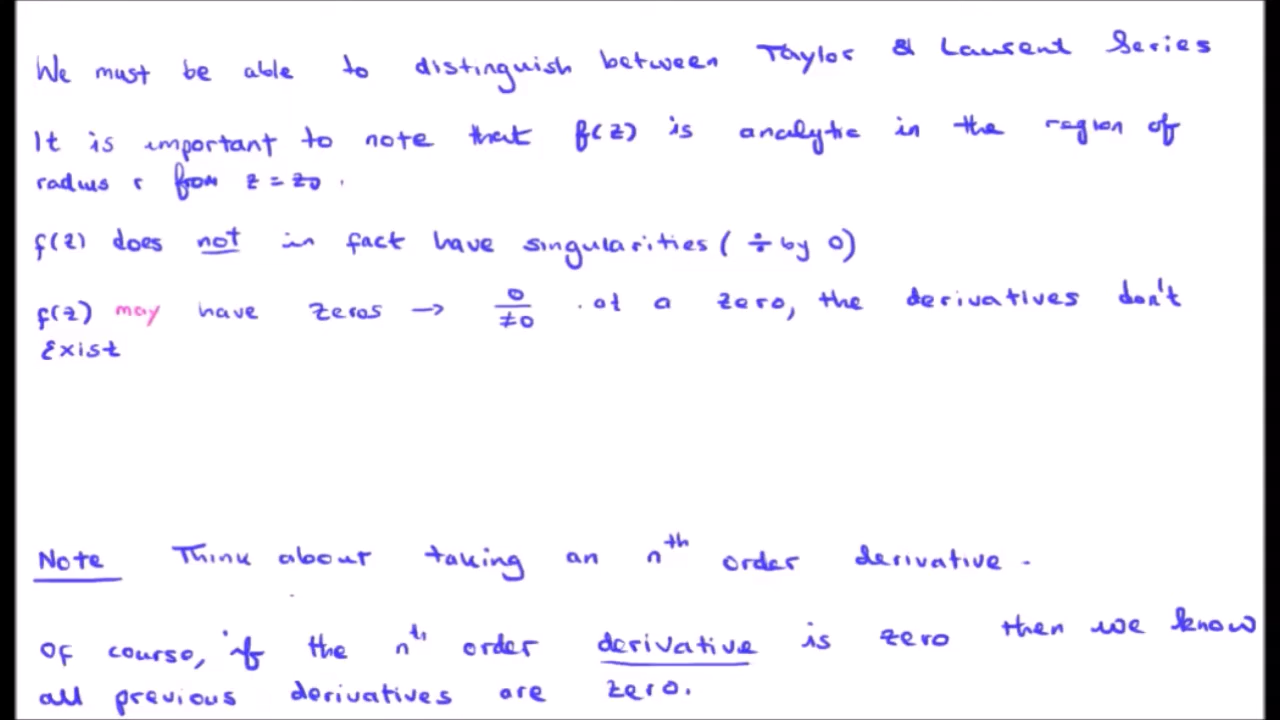 We must be able to distinguish between Taylor & Laurent Series
It is important to note that f(z) is analytic in the region of
radius r from z = z0 .
f(z) does not in fact have singularities ( ÷ by 0)
f(z) may have zeros → 0/≠0 . at a zero, the derivatives don't
Exist
Note Think about taking an nth order derivative .
Of course, if the nth order derivative is zero then we know
all previous derivatives are zero.